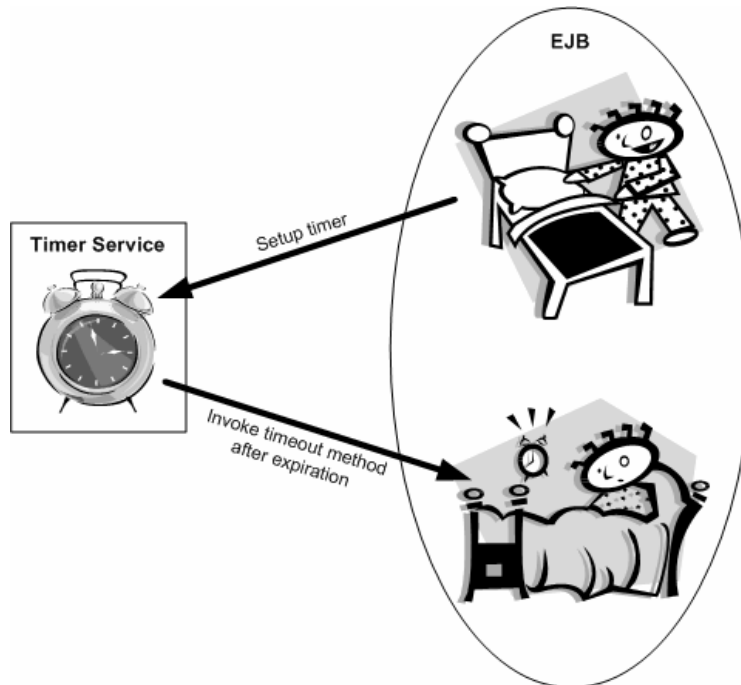 EJB
Setup timer
Timer Service
Invoke timeout method
after expiration